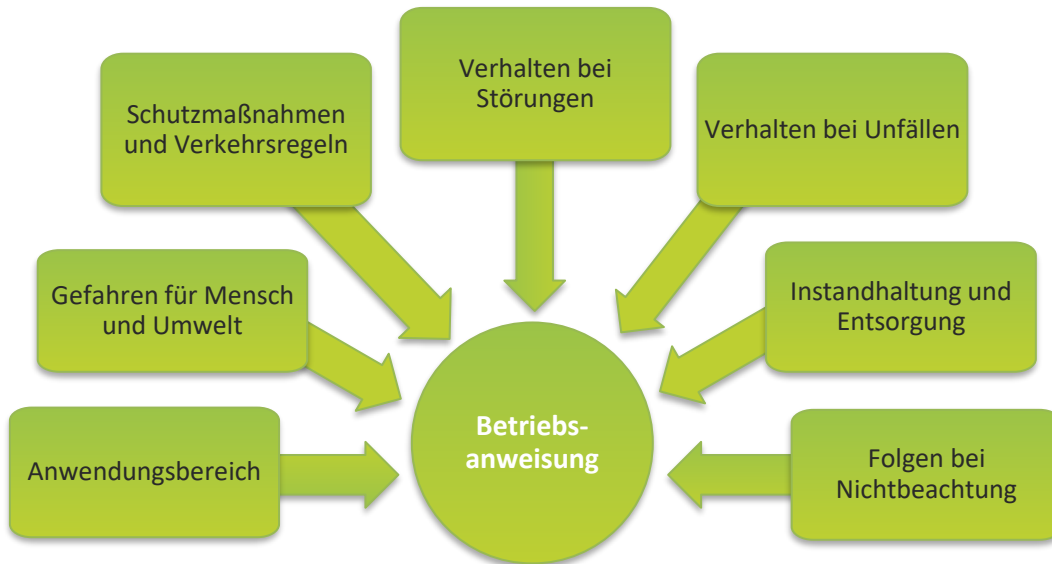 Verhalten bei
Störungen
Schutzmaßnahmen
und Verkehrsregeln
Verhalten bei Unfällen
Gefahren für Mensch
und Umwelt
Instandhaltung und
Entsorgung
Anwendungsbereich
Betriebs-
anweisung
Folgen bei
Nichtbeachtung